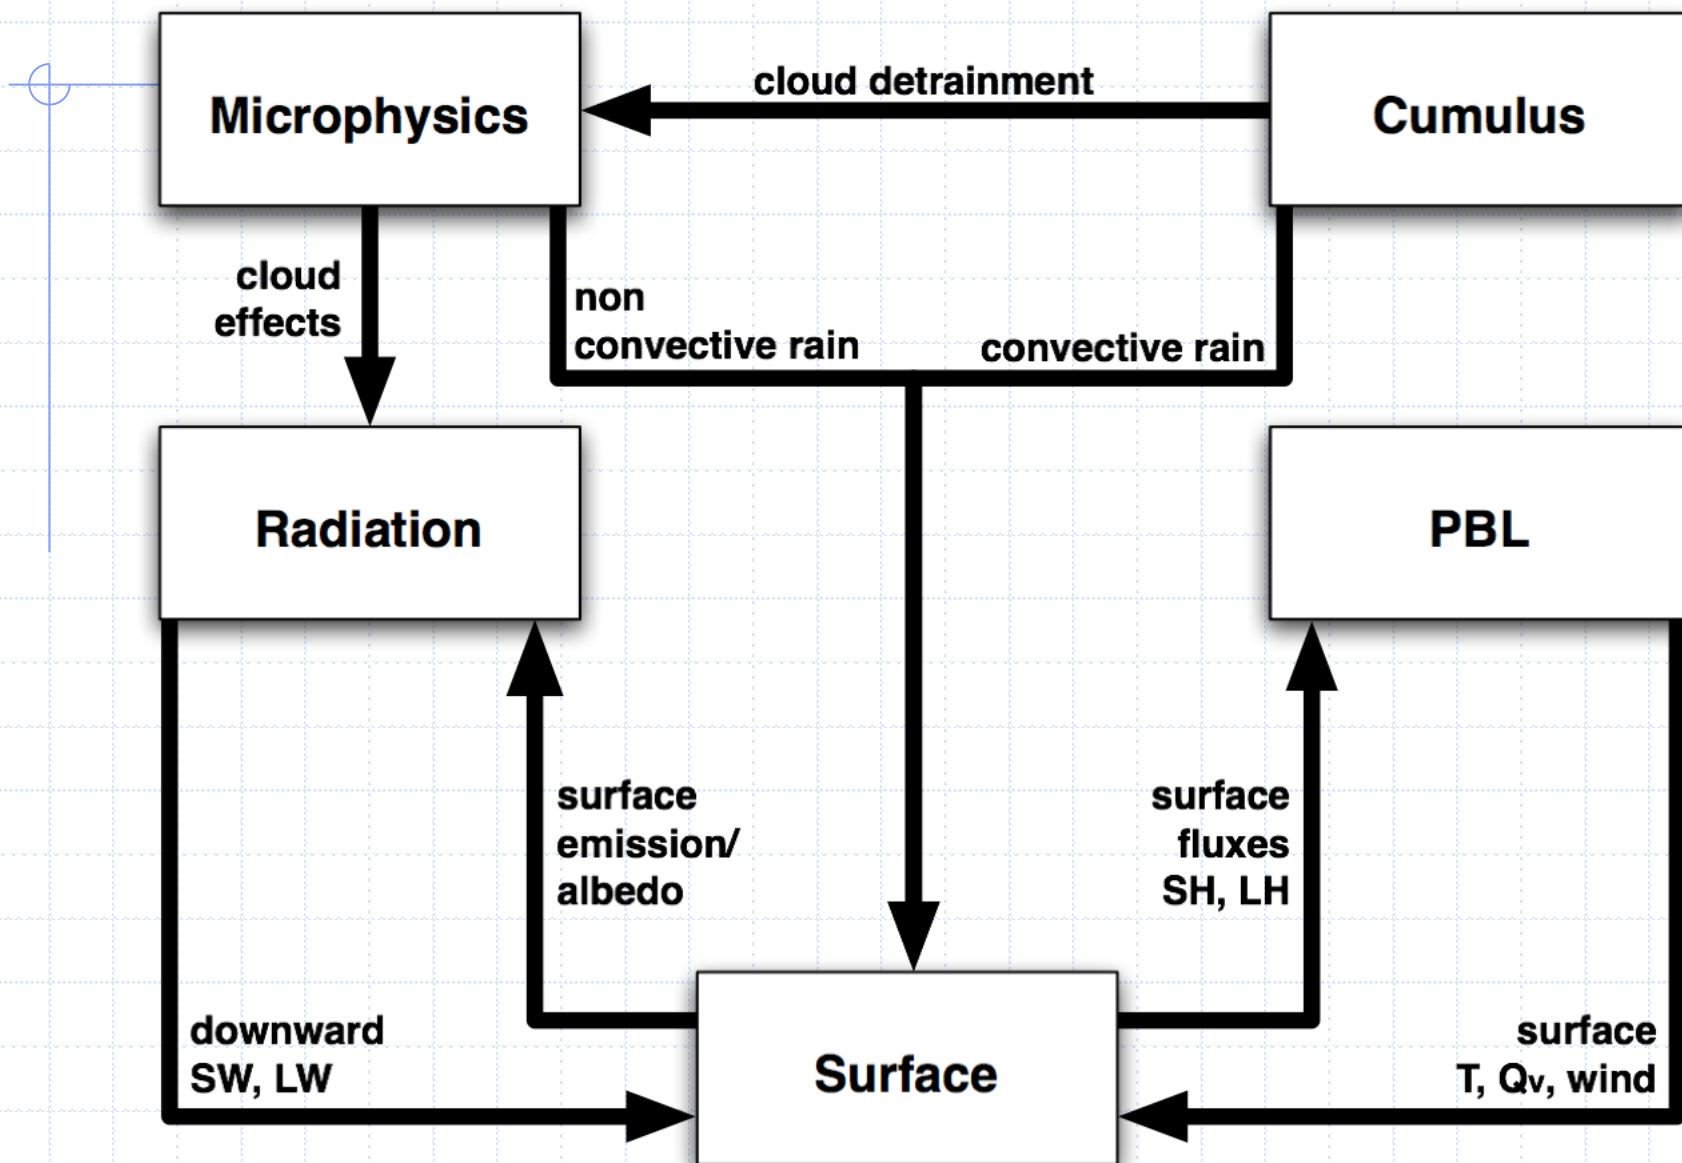 Microphysics
cloud detrainment
Cumulus
cloud
effects
non
convective rain
convective rain
Radiation
PBL
surface
emission/
albedo
surface
fluxes
SH, LH
downward
SW, LW
Surface
surface
T, Qv, wind